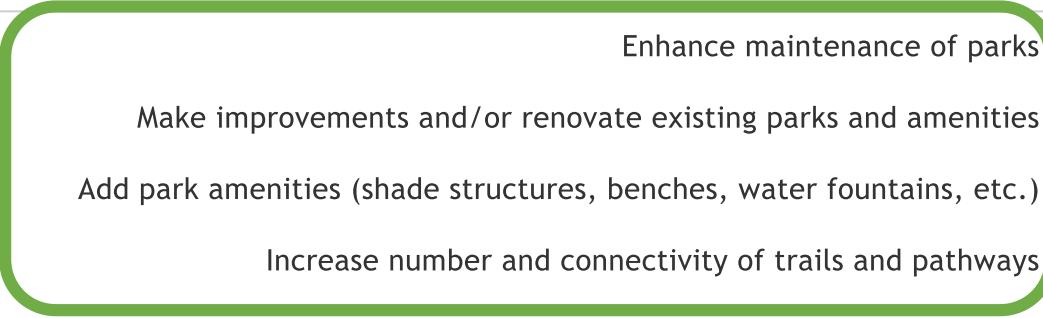 Enhance maintenance of parks
Make improvements and/or renovate existing parks and amenities
Add park amenities (shade structures, benches, water fountains, etc.)
Increase number and connectivity of trails and pathways